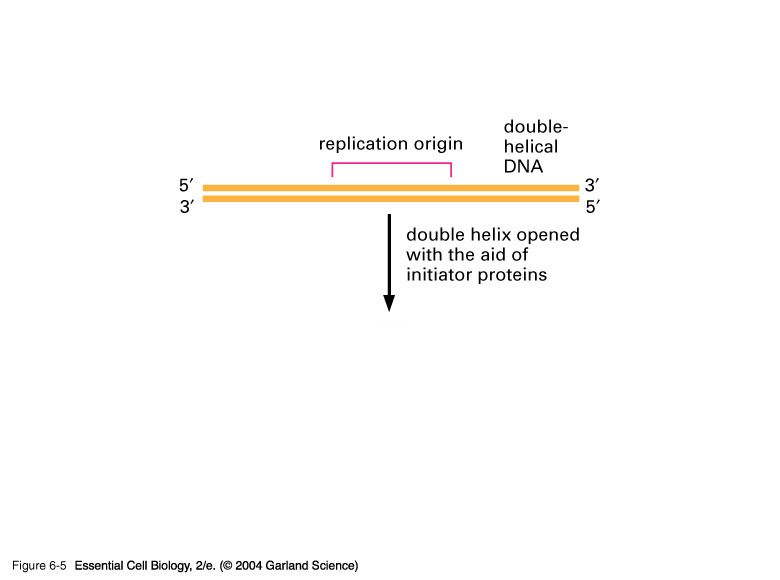 replication origin
double-
helical
DNA
5′
3′
3′
5′
double helix opened
with the aid of
initiator proteins
Figure 6-5 Essential Cell Biology, 2/e. (© 2004 Garland Science)